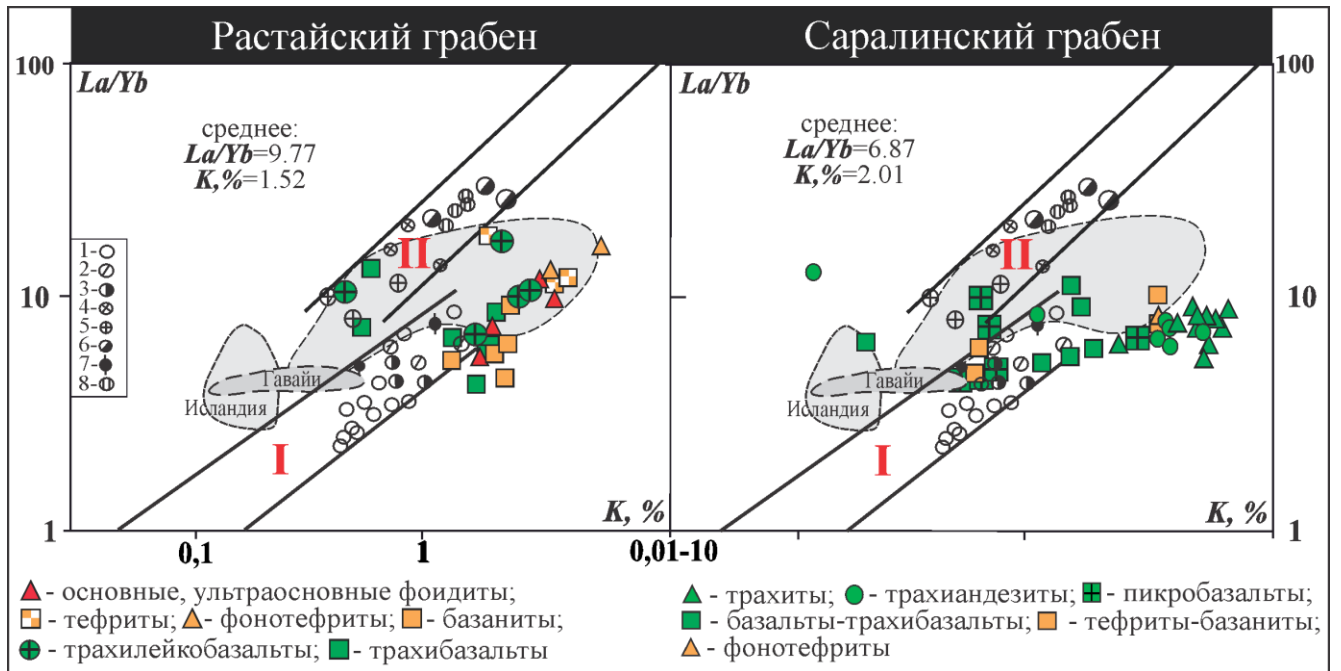 Растайский грабен
100
La/Yb
среднее:
La/Yb=9.77
K,%=1.52
1-
2-
3-
4-
5-
6-
7-
8-
II
10
Гавайи
Исландия
I
K, %
1
0,1
1
Саралинский грабен
100
La/Yb
среднее:
La/Yb=6.87
K,%=2.01
II
10
Гавайи
Исландия
I
K, %
1
0,01-10
- основные, ультраосновные фоидиты;
- тефриты; - фонотефриты; - базаниты;
- трахилейкобазальты; - трахибазальты
- трахиты; - трахиандезиты; - пикробазальты;
- базальты-трахибазальты; - тефриты-базаниты;
- фонотефриты